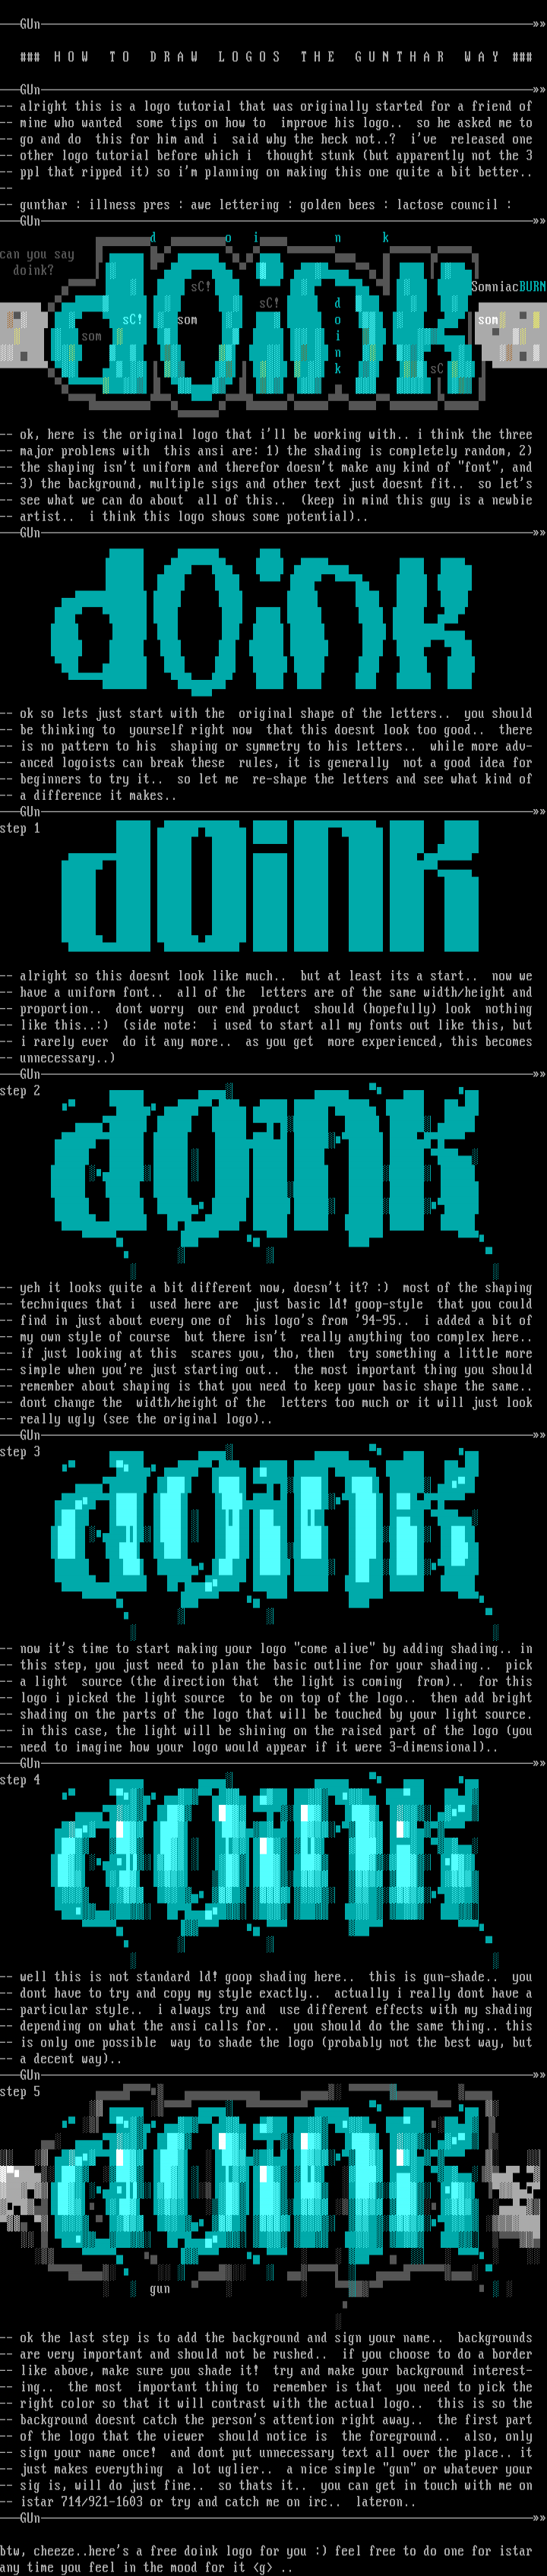 GUn »»
### H O W T O D R A W L O G O S T H E G U N T H A R W A Y ###
GUn »»
-- alright this is a logo tutorial that was originally started for a friend of
-- mine who wanted some tips on how to improve his logo.. so he asked me to
-- go and do this for him and i said why the heck not..? i've released one
-- other logo tutorial before which i thought stunk (but apparently not the 3
-- ppl that ripped it) so i'm planning on making this one quite a bit better..
--
-- gunthar : illness pres : awe lettering : golden bees : lactose council :
GUn »»
d o i n k
can you say
doink?
sC! SomniacBURN
sC! d
sC! som o som
som i
n
k sC
-- ok, here is the original logo that i'll be working with.. i think the three
-- major problems with this ansi are: 1) the shading is completely random, 2)
-- the shaping isn't uniform and therefor doesn't make any kind of "font", and
-- 3) the background, multiple sigs and other text just doesnt fit.. so let's
-- see what we can do about all of this.. (keep in mind this guy is a newbie
-- artist.. i think this logo shows some potential)..
GUn »»
dOink
-- ok so lets just start with the original shape of the letters.. you should
-- be thinking to yourself right now that this doesnt look too good.. there
-- is no pattern to his shaping or symmetry to his letters.. while more adv-
-- anced logoists can break these rules, it is generally not a good idea for
-- beginners to try it.. so let me re-shape the letters and see what kind of
-- a difference it makes..
GUn »»
step 1
dOiNK
-- alright so this doesnt look like much.. but at least its a start.. now we
-- have a uniform font.. all of the letters are of the same width/height and
-- proportion.. dont worry our end product should (hopefully) look nothing
-- like this..:) (side note: i used to start all my fonts out like this, but
-- i rarely ever do it any more.. as you get more experienced, this becomes
-- unnecessary..)
GUn »»
step 2
dOiNK
-- yeh it looks quite a bit different now, doesn't it? :) most of the shaping
-- techniques that i used here are just basic ld! goop-style that you could
-- find in just about every one of his logo's from '94-95.. i added a bit of
-- my own style of course but there isn't really anything too complex here..
-- if just looking at this scares you, tho, then try something a little more
-- simple when you're just starting out.. the most important thing you should
-- remember about shaping is that you need to keep your basic shape the same..
-- dont change the width/height of the letters too much or it will just look
-- really ugly (see the original logo)..
GUn »»
step 3
dOiNK
-- now it's time to start making your logo "come alive" by adding shading.. in
-- this step, you just need to plan the basic outline for your shading.. pick
-- a light source (the direction that the light is coming from).. for this
-- logo i picked the light source to be on top of the logo.. then add bright
-- shading on the parts of the logo that will be touched by your light source.
-- in this case, the light will be shining on the raised part of the logo (you
-- need to imagine how your logo would appear if it were 3-dimensional)..
GUn »»
step 4
dOiNK
-- well this is not standard ld! goop shading here.. this is gun-shade.. you
-- dont have to try and copy my style exactly.. actually i really dont have a
-- particular style.. i always try and use different effects with my shading
-- depending on what the ansi calls for.. you should do the same thing.. this
-- is only one possible way to shade the logo (probably not the best way, but
-- a decent way)..
GUn »»
step 5
dOiNK
gun
-- ok the last step is to add the background and sign your name.. backgrounds
-- are very important and should not be rushed.. if you choose to do a border
-- like above, make sure you shade it! try and make your background interest-
-- ing.. the most important thing to remember is that you need to pick the
-- right color so that it will contrast with the actual logo.. this is so the
-- background doesnt catch the person's attention right away.. the first part
-- of the logo that the viewer should notice is the foreground.. also, only
-- sign your name once! and dont put unnecessary text all over the place.. it
-- just makes everything a lot uglier.. a nice simple "gun" or whatever your
-- sig is, will do just fine.. so thats it.. you can get in touch with me on
-- istar 714/921-1603 or try and catch me on irc.. lateron..
GUn »»
btw, cheeze..here's a free doink logo for you :) feel free to do one for istar
any time you feel in the mood for it <g> ..